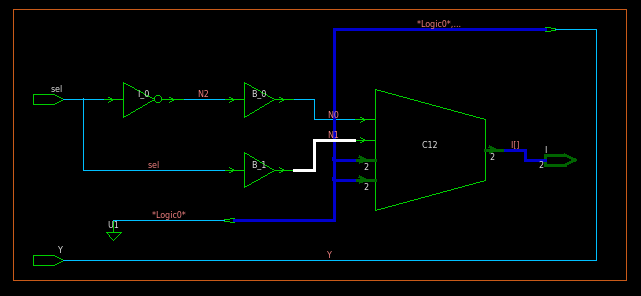 *Logic0*,...
sel
I_0
N2
B_0
N0
N1
C12
I[]
I
2
2
sel
B_1
2
2
*Logic0*
U1
Y
Y